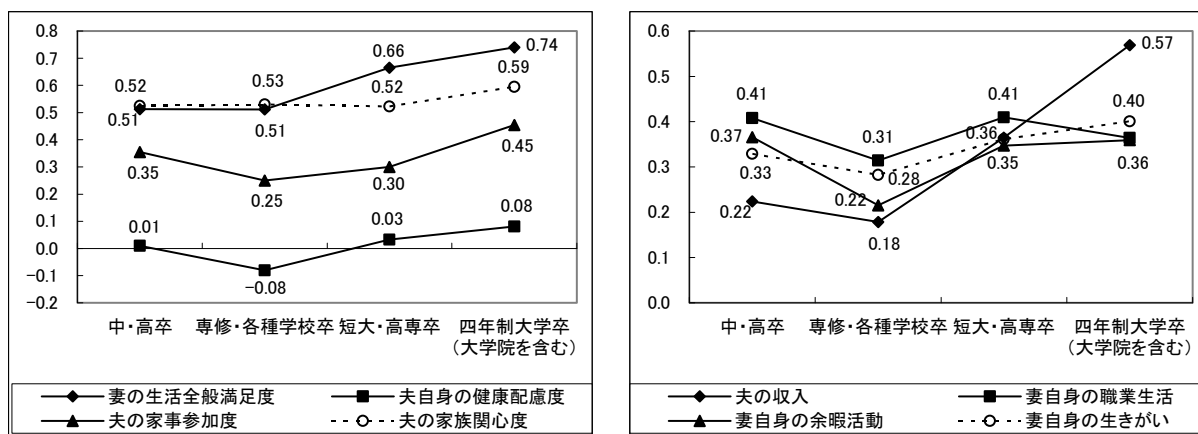 0.8
0.7
0.6
0.5
0.4
0.3
0.2
0.1
0.0
−0.1
−0.2
0.52
0.51
0.53
0.51
0.66
0.52
0.74
0.59
0.35
0.25
0.30
0.45
0.01
−0.08
0.03
0.08
中・高卒
専修・各種学校卒
短大・高専卒
四年制大学卒
(大学院を含む)
妻の生活全般満足度
夫自身の健康配慮度
夫の家事参加度
夫の家族関心度
0.6
0.5
0.4
0.3
0.2
0.1
0.0
0.41
0.37
0.33
0.22
0.31
0.28
0.22
0.18
0.41
0.36
0.35
0.57
0.40
0.36
中・高卒
専修・各種学校卒
短大・高専卒
四年制大学卒
(大学院を含む)
夫の収入
妻自身の職業生活
妻自身の余暇活動
妻自身の生きがい